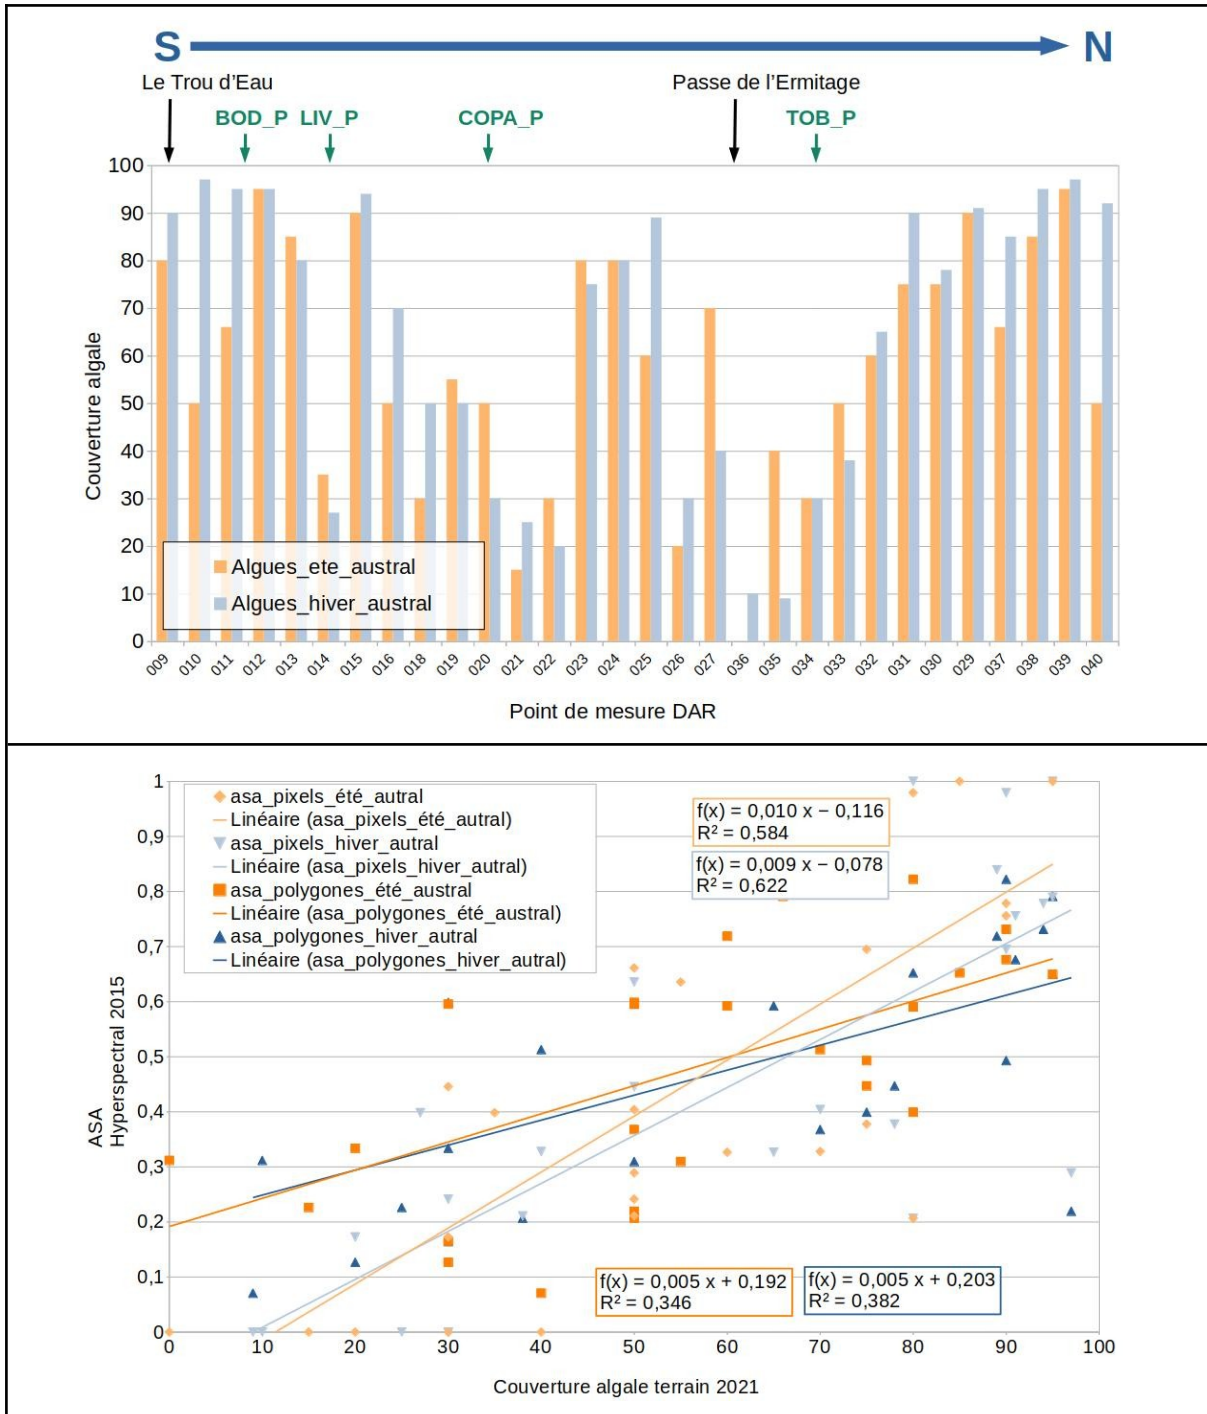 S N
Le Trou d'Eau Passe de l'Ermitage
BOD_P LIV_P COPA_P TOB_P
100
90
80
70
60
50
40
30
20
10
0
Couverture algale
Algues_ete_austral
Algues_hiver_austral
009 010 011 012 013 014 015 016 018 019 020 021 022 023 024 025 026 027 036 035 034 033 032 031 030 029 037 038 039 040
Point de mesure DAR
1
0,9
0,8
0,7
0,6
0,5
0,4
0,3
0,2
0,1
0
ASA
Hyperspectral 2015
asa_pixels_été_autral
Linéaire (asa_pixels_été_autral)
asa_pixels_hiver_autral
Linéaire (asa_pixels_hiver_autral)
asa_polygones_été_austral
Linéaire (asa_polygones_été_austral)
asa_polygones_hiver_autral
Linéaire (asa_polygones_hiver_autral)
f(x) = 0,010 x − 0,116
R² = 0,584
f(x) = 0,009 x − 0,078
R² = 0,622
f(x) = 0,005 x + 0,192
R² = 0,346
f(x) = 0,005 x + 0,203
R² = 0,382
0 10 20 30 40 50 60 70 80 90 100
Couverture algale terrain 2021